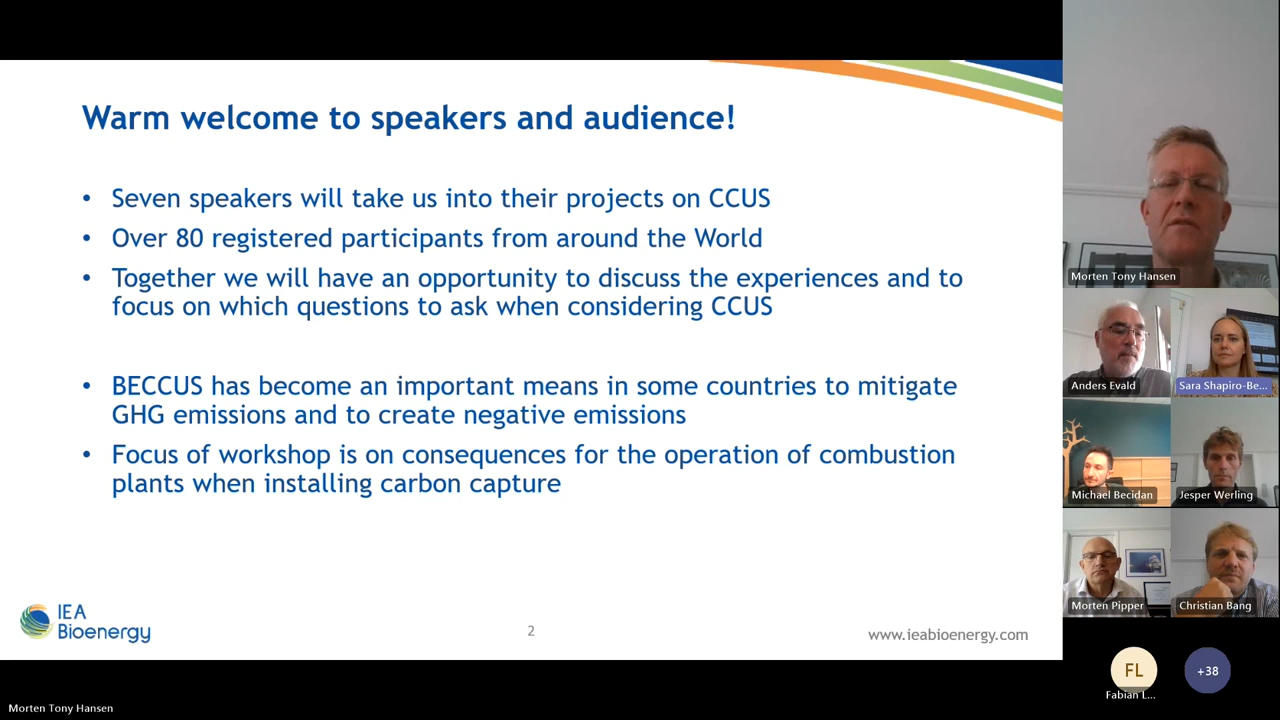 Warm welcome to speakers and audience!
• Seven speakers will take us into their projects on CCUS
• Over 80 registered participants from around the World
• Together we will have an opportunity to discuss the experiences and to
focus on which questions to ask when considering CCUS
• BECCUS has become an important means in some countries to mitigate
GHG emissions and to create negative emissions
• Focus of workshop is on consequences for the operation of combustion
plants when installing carbon capture
IEA
Bioenergy
2
www.ieabioenergy.com
Morten Tony Hansen
Morten Tony Hansen
Anders Evald
Sara Shapiro-Be...
Michael Becidan
Jesper Werling
Morten Pipper
Christian Bang
FL
Fabian L...
+38